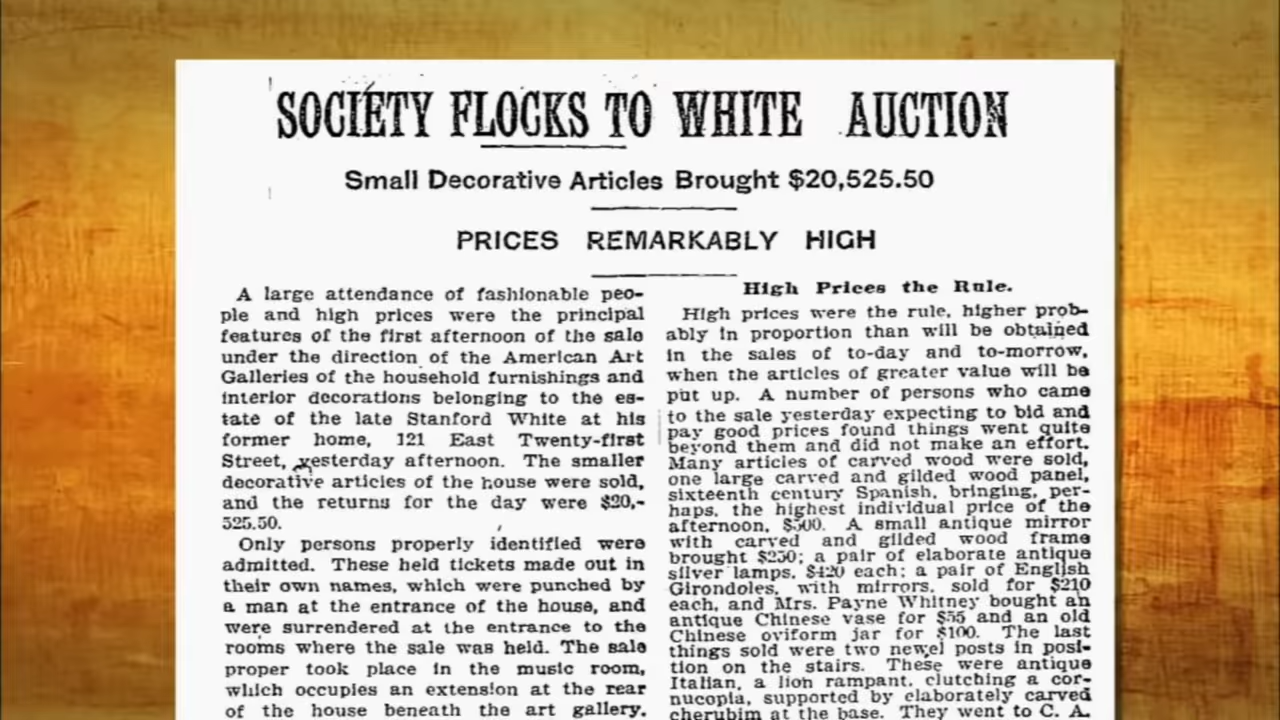 SOCIETY FLOCKS TO WHITE AUCTION
Small Decorative Articles Brought $20,525.50
PRICES REMARKABLY HIGH
A large attendance of fashionable peo-
ple and high prices were the principal
features of the first afternoon of the sale
under the direction of the American Art
Galleries of the household furnishings and
interior decorations belonging to the es-
tate of the late Stanford White at his
former home, 121 East Twenty-first
Street, yesterday afternoon. The smaller
decorative articles of the house were sold,
and the returns for the day were $20,-
525.50.
Only persons properly identified were
admitted. These held tickets made out in
their own names, which were punched by
a man at the entrance of the house, and
were surrendered at the entrance to the
rooms where the sale was held. The sale
proper took place in the music room,
which occupies an extension at the rear
of the house beneath the art gallery.
High Prices the Rule.
High prices were the rule, higher prob-
ably in proportion than will be obtained
in the sales of to-day and to-morrow,
when the articles of greater value will be
put up. A number of persons who came
to the sale yesterday expecting to bid and
pay good prices found things went quite
beyond them and did not make an effort.
Many articles of carved wood were sold,
one large carved and gilded wood panel,
sixteenth century Spanish, bringing, per-
haps, the highest individual price of the
afternoon, $500. A small antique mirror
with carved and gilded wood frame
brought $250; a pair of elaborate antique
silver lamps, $420 each; a pair of English
Girondoles, with mirrors, sold for $210
each, and Mrs. Payne Whitney bought an
antique Chinese vase for $55 and an old
Chinese oviform jar for $100. The last
things sold were two newel posts in posi-
tion on the stairs. These were antique
Italian, a lion rampant, clutching a cor-
nucopia, supported by elaborately carved
cherubim at the base. They went to C. A.